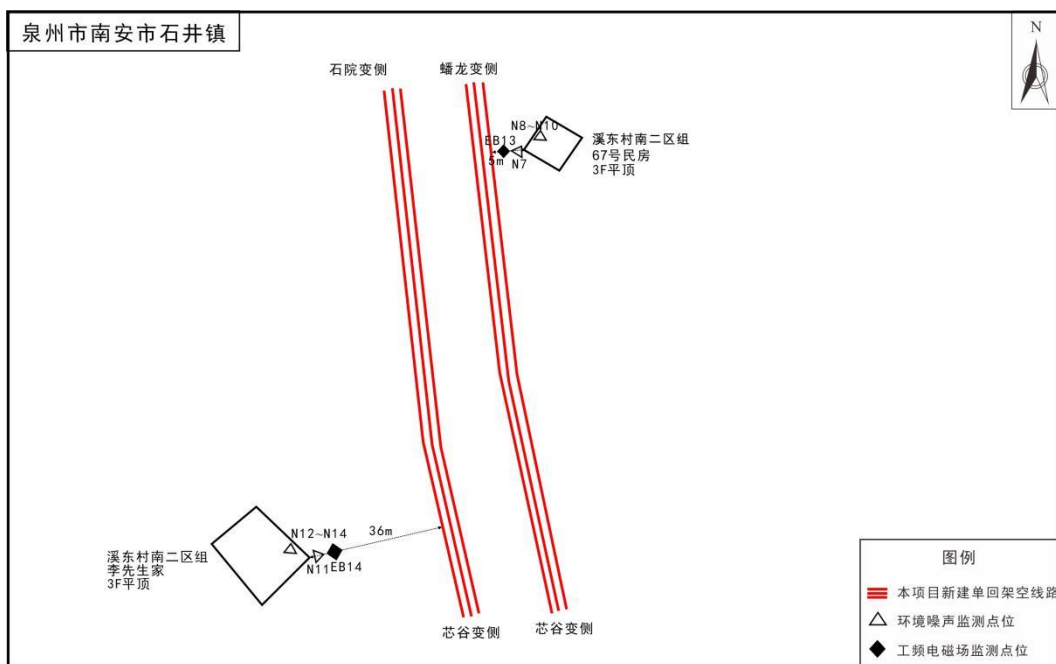 泉州市南安市石井镇
N
石院变侧
蟠龙变侧
N8~N10
EB13
5m
N7
溪东村南二区组
67号民房
3F平顶
36m
N12~N14
N11
EB14
溪东村南二区组
李先生家
3F平顶
芯谷变侧
芯谷变侧
图例
本项目新建单回架空线路
环境噪声监测点位
工频电磁场监测点位